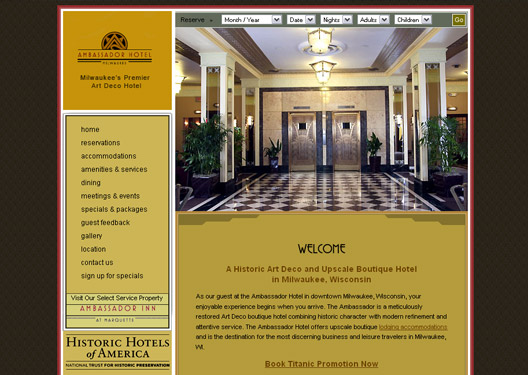 Reserve » Month / Year Date Nights Adults Children Go
AMBASSADOR HOTEL
MILWAUKEE
Milwaukee's Premier
Art Deco Hotel
home
reservations
accommodations
amenities & services
dining
meetings & events
specials & packages
guest feedback
gallery
location
contact us
sign up for specials
Visit Our Select Service Property
AMBASSADOR INN
AT MARQUETTE
HISTORIC HOTELS
of AMERICA
NATIONAL TRUST FOR HISTORIC PRESERVATION
WELCOME
A Historic Art Deco and Upscale Boutique Hotel
in Milwaukee, Wisconsin
As our guest at the Ambassador Hotel in downtown Milwaukee, Wisconsin, your
enjoyable experience begins when you arrive. The Ambassador is a meticulously
restored Art Deco boutique hotel combining historic character with modern refinement and
attentive service. The Ambassador Hotel offers upscale boutique lodging accommodations
and is the destination for the most discerning business and leisure travelers in Milwaukee,
WI.
Book Titanic Promotion Now